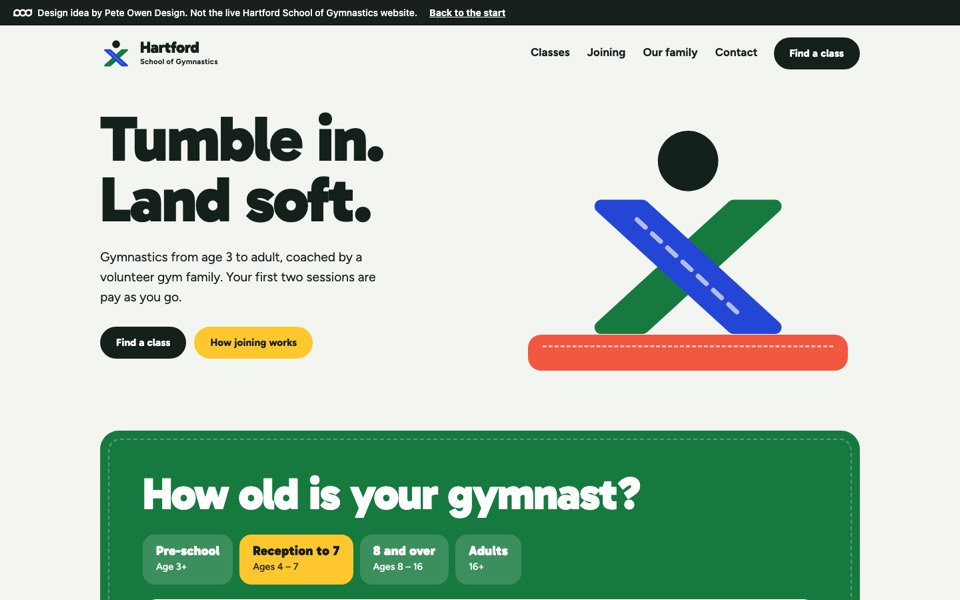 Design idea by Pete Owen Design. Not the live Hartford School of Gymnastics website. Back to the start
Hartford
School of Gymnastics
Classes
Joining
Our family
Contact
Find a class
Tumble in.
Land soft.
Gymnastics from age 3 to adult, coached by a
volunteer gym family. Your first two sessions are
pay as you go.
Find a class
How joining works
How old is your gymnast?
Pre-school
Age 3+
Reception to 7
Ages 4 – 7
8 and over
Ages 8 – 16
Adults
16+